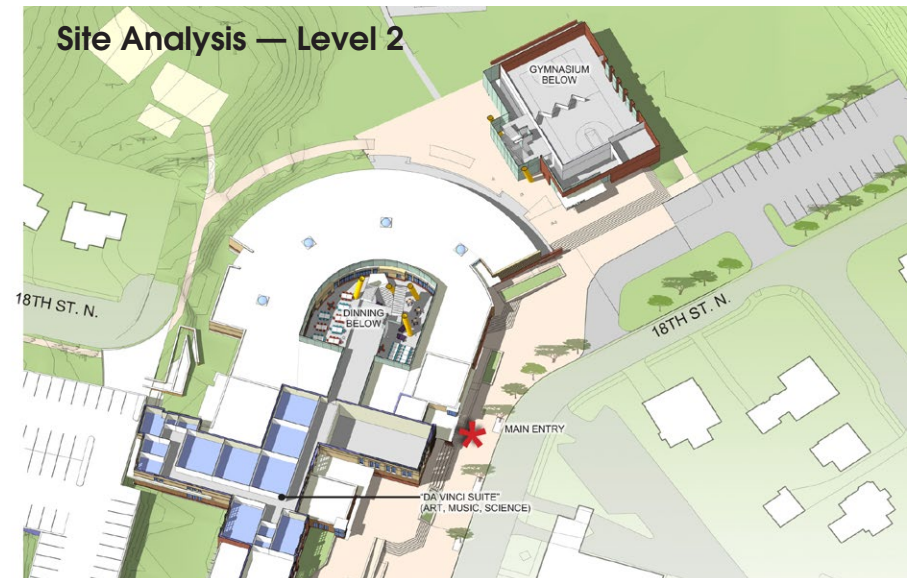 Site Analysis — Level 2
GYMNASIUM
BELOW
18TH ST. N.
DINNING
BELOW
18TH ST. N.
MAIN ENTRY
"DA VINCI SUITE"
(ART, MUSIC, SCIENCE)